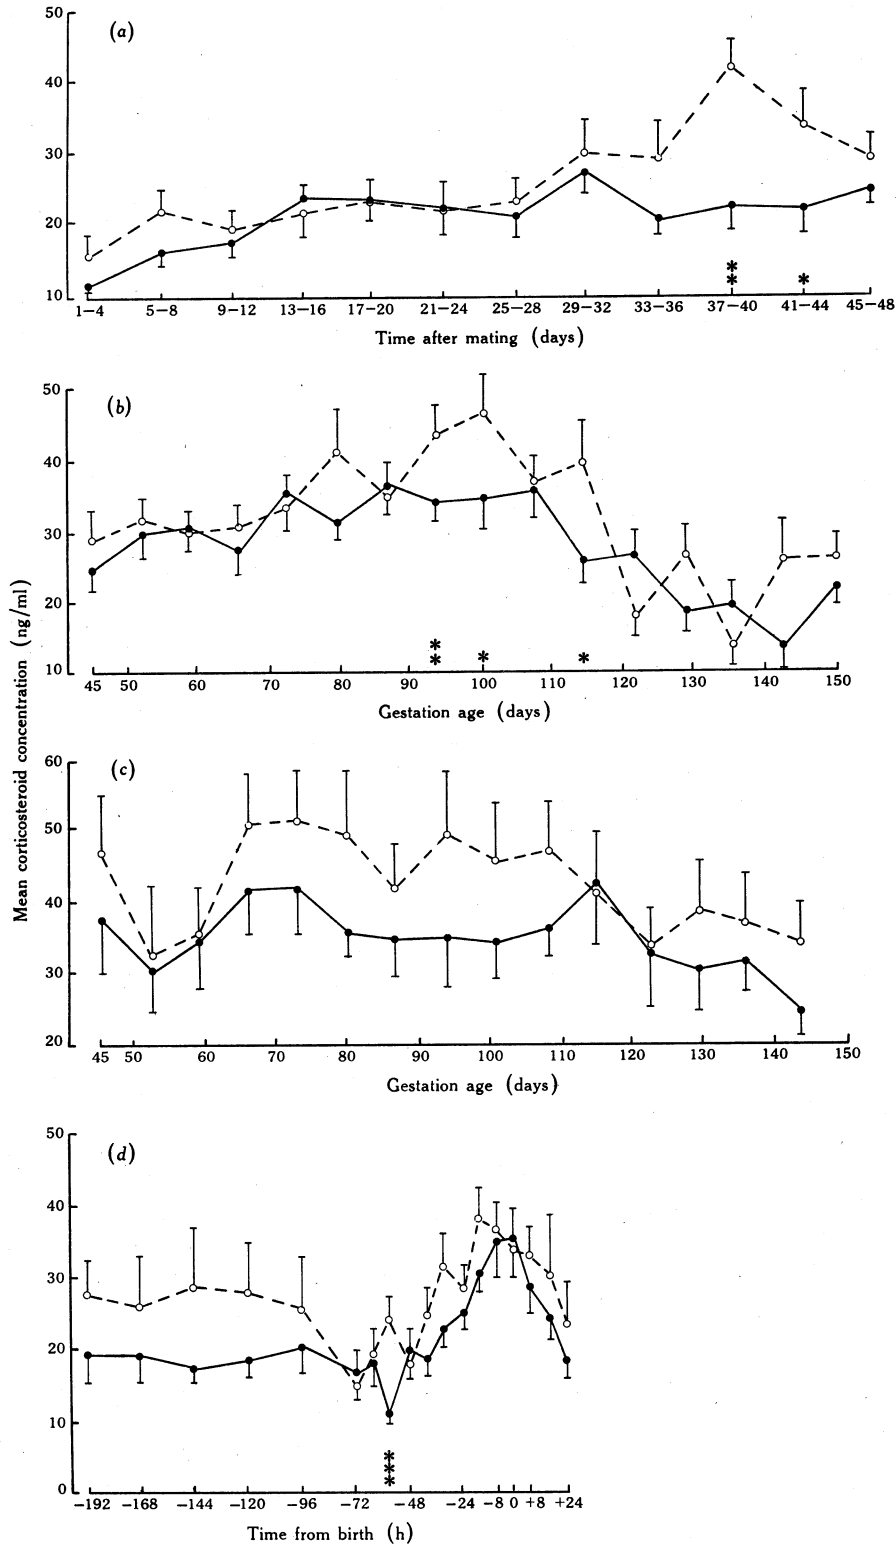 Mean corticosteroid concentration (ng/ml)
(a)
50
40
30
20
10
1–4 5–8 9–12 13–16 17–20 21–24 25–28 29–32 33–36 37–40 41–44 45–48
** *
Time after mating (days)
(b)
50
40
30
20
10
** * *
45 50 60 70 80 90 100 110 120 130 140 150
Gestation age (days)
(c)
60
50
40
30
20
45 50 60 70 80 90 100 110 120 130 140 150
Gestation age (days)
(d)
50
40
30
20
10
0
***
−192 −168 −144 −120 −96 −72 −48 −24 −8 0 +8 +24
Time from birth (h)